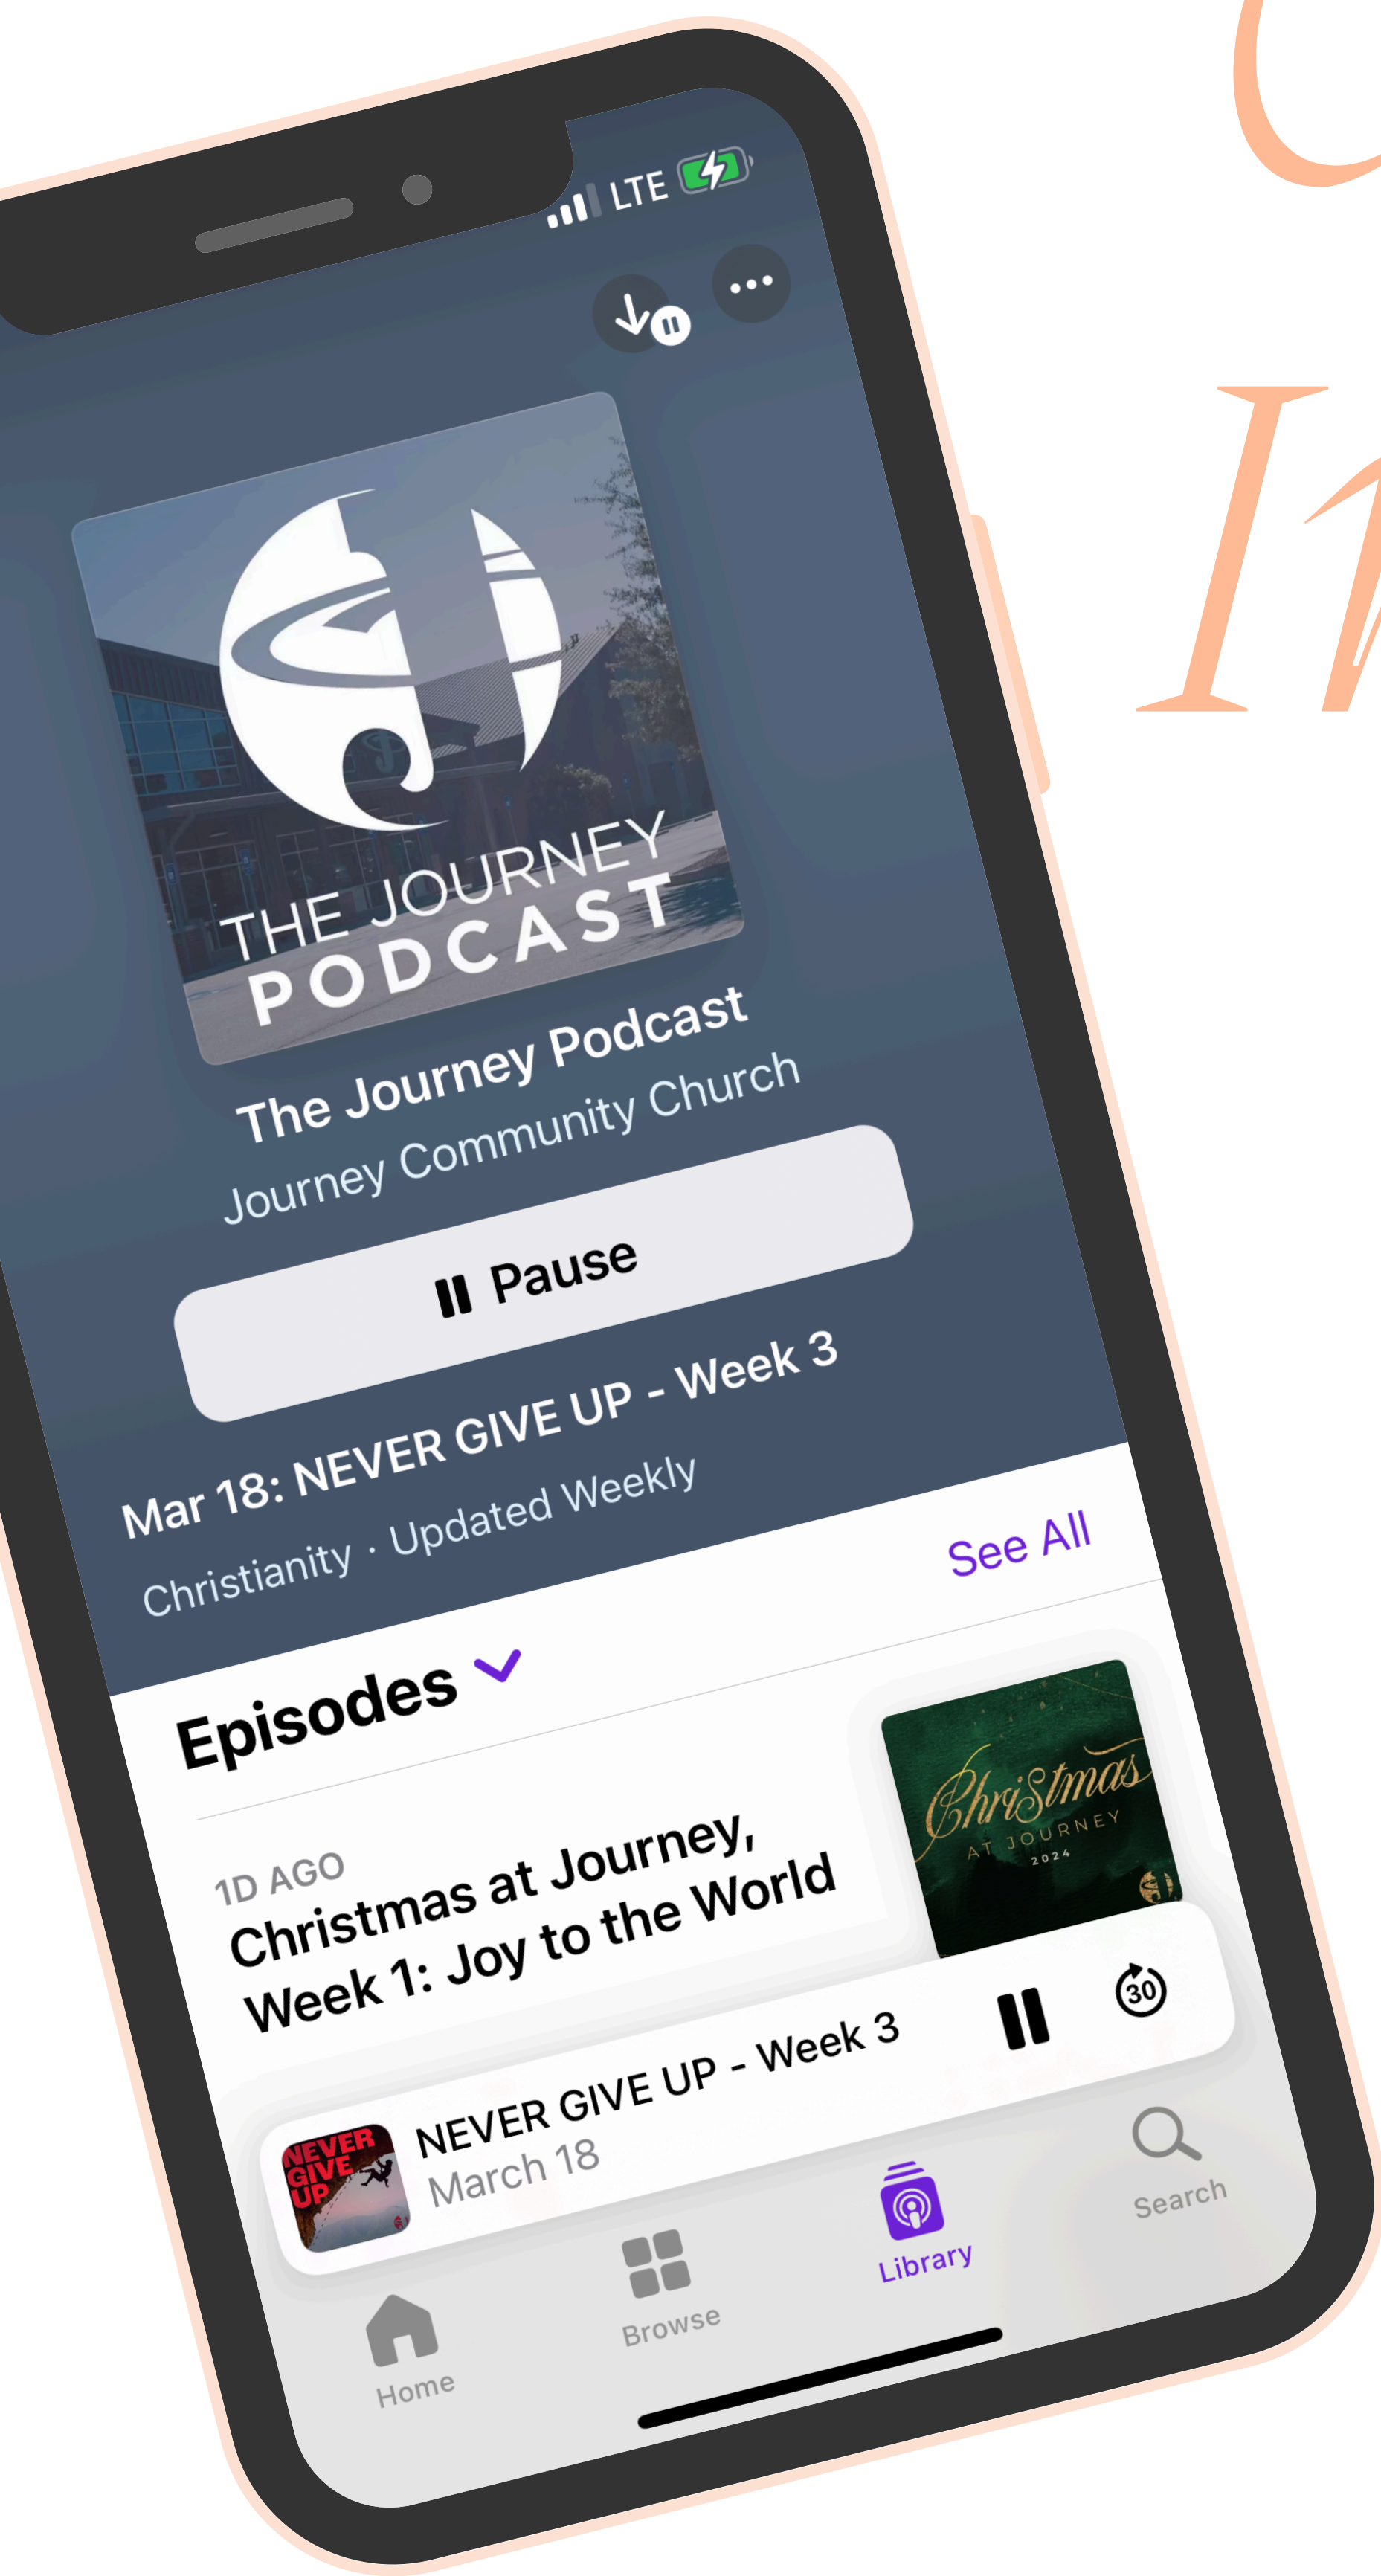 LTE
THE JOURNEY
PODCAST
The Journey Podcast
Journey Community Church
Pause
Mar 18: NEVER GIVE UP - Week 3
Christianity · Updated Weekly
Episodes
See All
1D AGO
Christmas at Journey,
Week 1: Joy to the World
Christmas
AT JOURNEY
2024
NEVER
GIVE
UP
NEVER GIVE UP - Week 3
March 18
30
Home
Browse
Library
Search